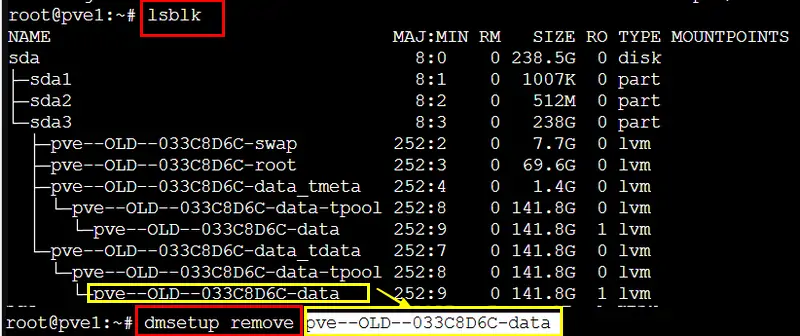 root@pve1:~# lsblk
NAME MAJ:MIN RM SIZE RO TYPE MOUNTPOINTS
sda 8:0 0 238.5G 0 disk
├─sda1 8:1 0 1007K 0 part
├─sda2 8:2 0 512M 0 part
└─sda3 8:3 0 238G 0 part
├─pve--OLD--033C8D6C-swap 252:2 0 7.7G 0 lvm
├─pve--OLD--033C8D6C-root 252:3 0 69.6G 0 lvm
├─pve--OLD--033C8D6C-data_tmeta 252:4 0 1.4G 0 lvm
│ └─pve--OLD--033C8D6C-data-tpool 252:8 0 141.8G 0 lvm
│ └─pve--OLD--033C8D6C-data 252:9 0 141.8G 1 lvm
└─pve--OLD--033C8D6C-data_tdata 252:7 0 141.8G 0 lvm
└─pve--OLD--033C8D6C-data-tpool 252:8 0 141.8G 0 lvm
└─pve--OLD--033C8D6C-data 252:9 0 141.8G 1 lvm
root@pve1:~# dmsetup remove pve--OLD--033C8D6C-data